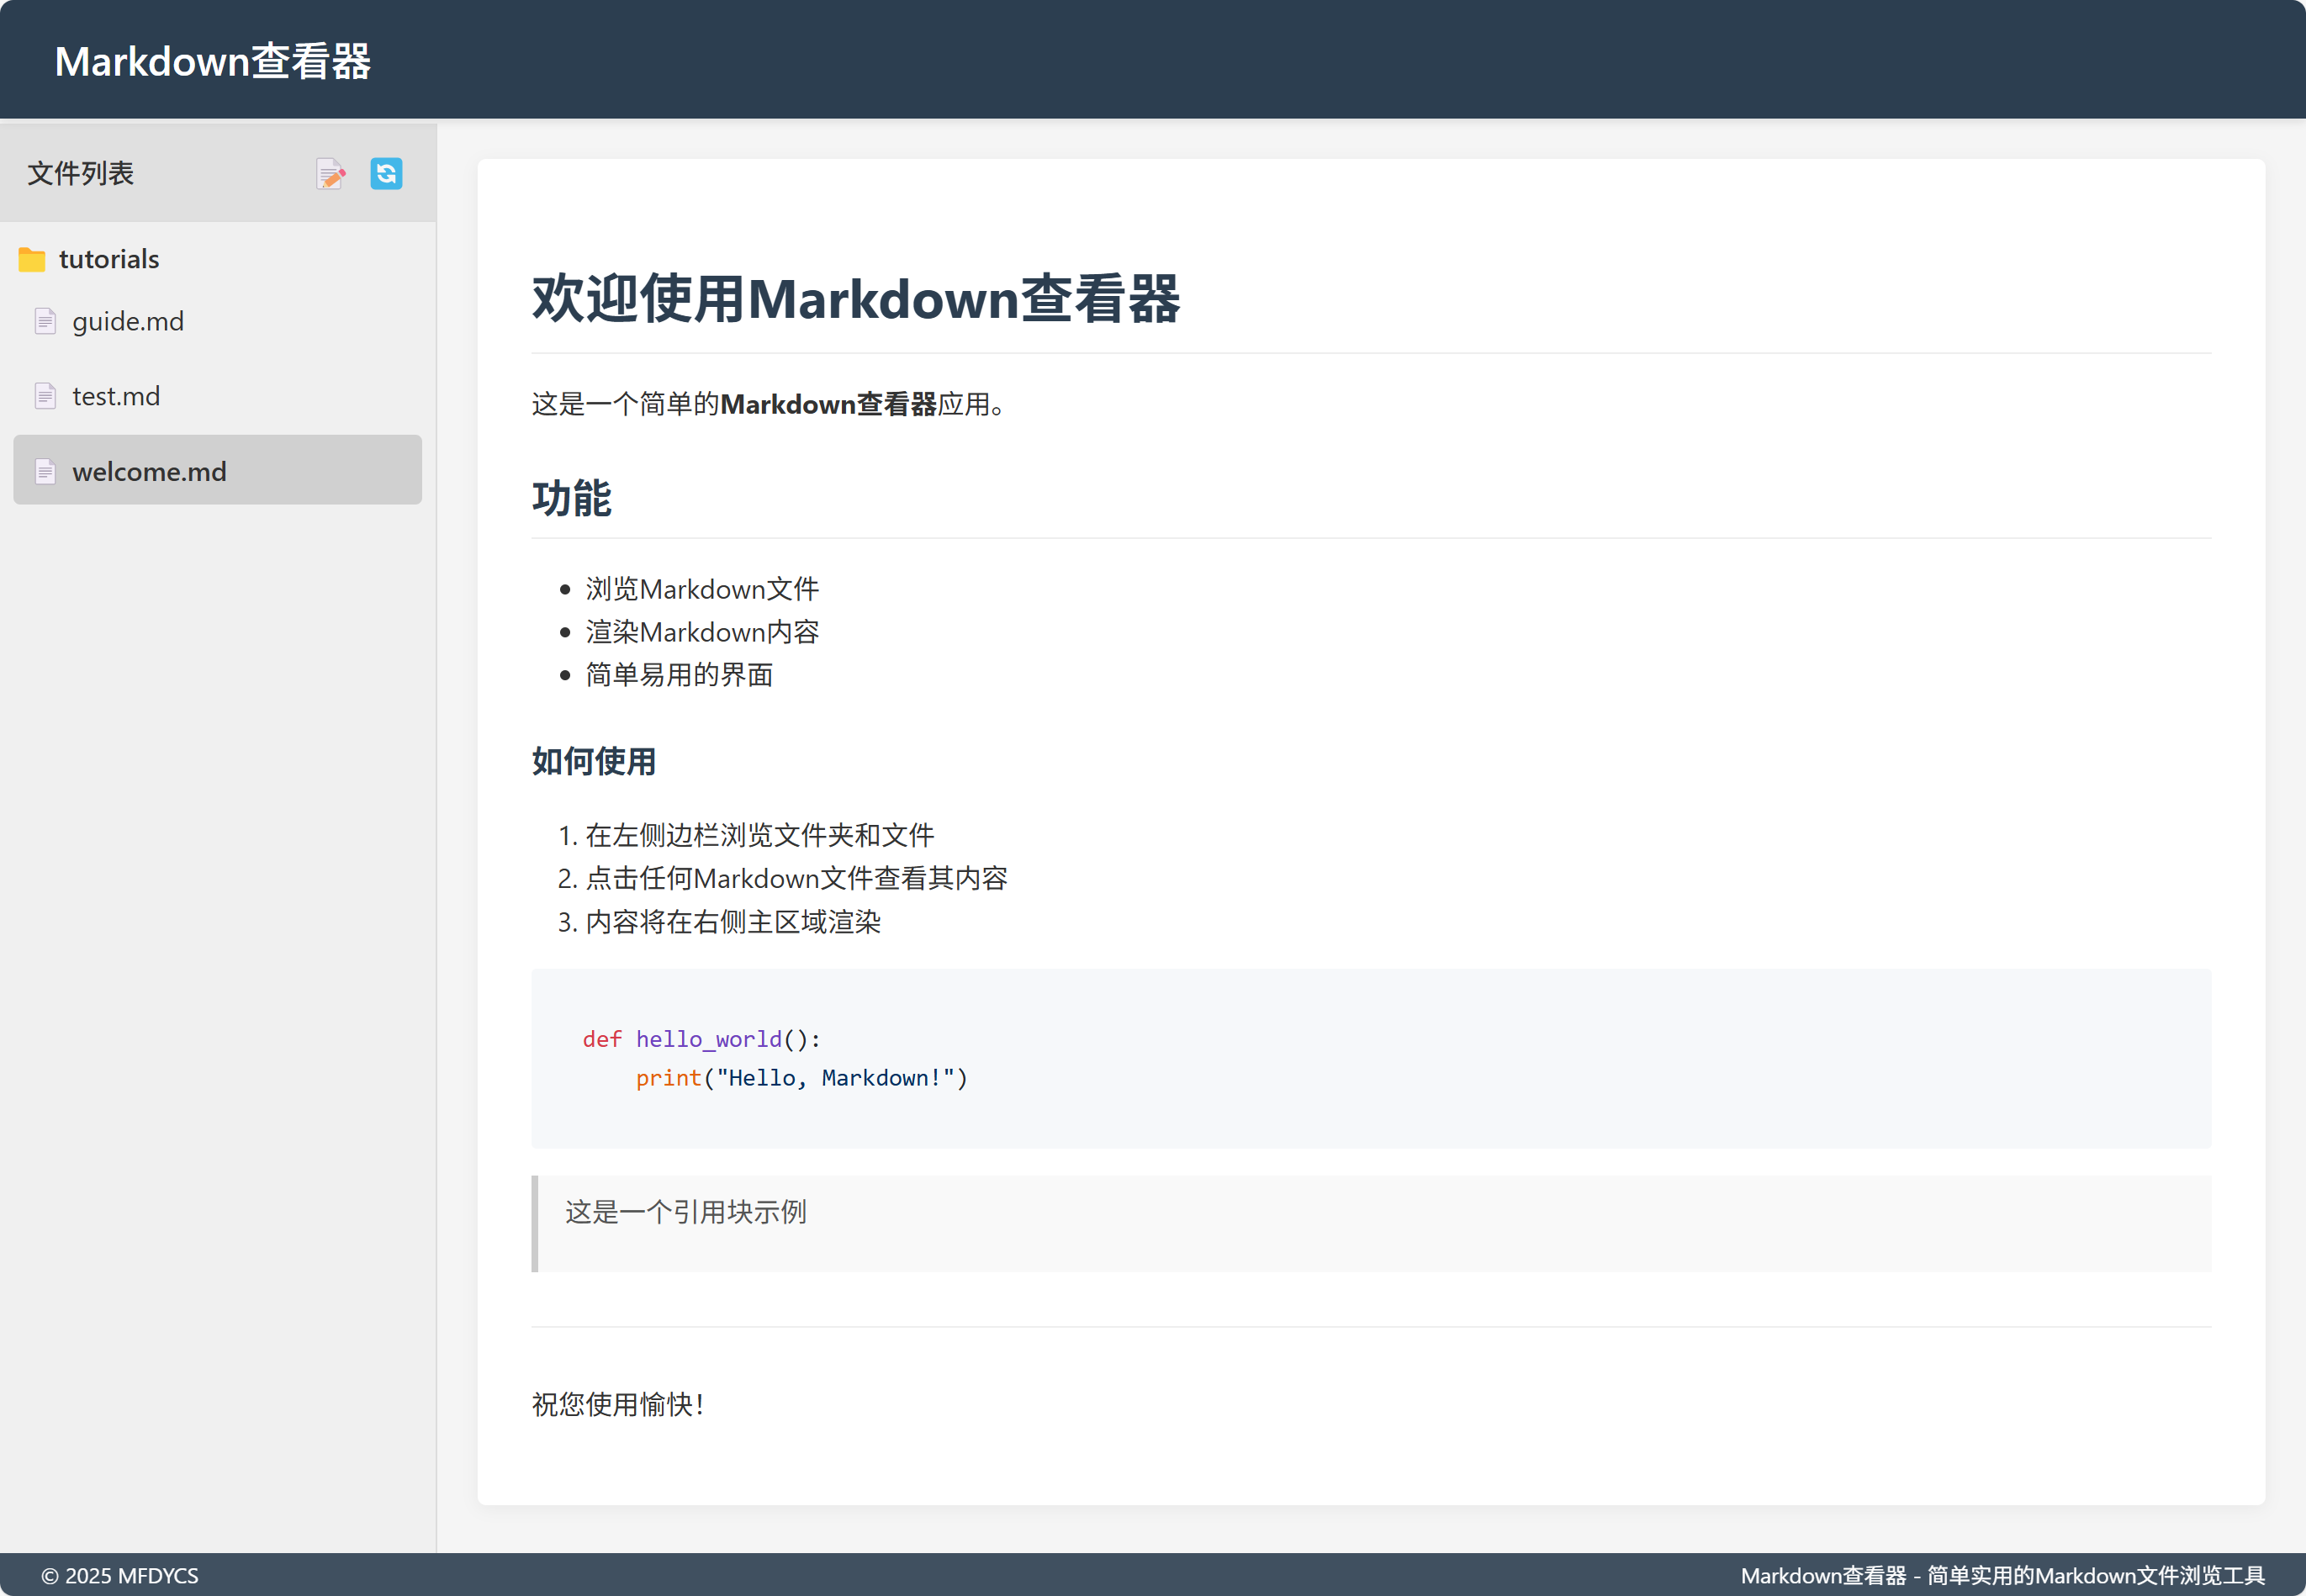 Markdown查看器
文件列表
tutorials
guide.md
test.md
welcome.md
欢迎使用Markdown查看器
这是一个简单的Markdown查看器应用。
功能
• 浏览Markdown文件
• 渲染Markdown内容
• 简单易用的界面
如何使用
1. 在左侧边栏浏览文件夹和文件
2. 点击任何Markdown文件查看其内容
3. 内容将在右侧主区域渲染
def hello_world():
    print("Hello, Markdown!")
这是一个引用块示例
祝您使用愉快！
© 2025 MFDYCS
Markdown查看器 - 简单实用的Markdown文件浏览工具